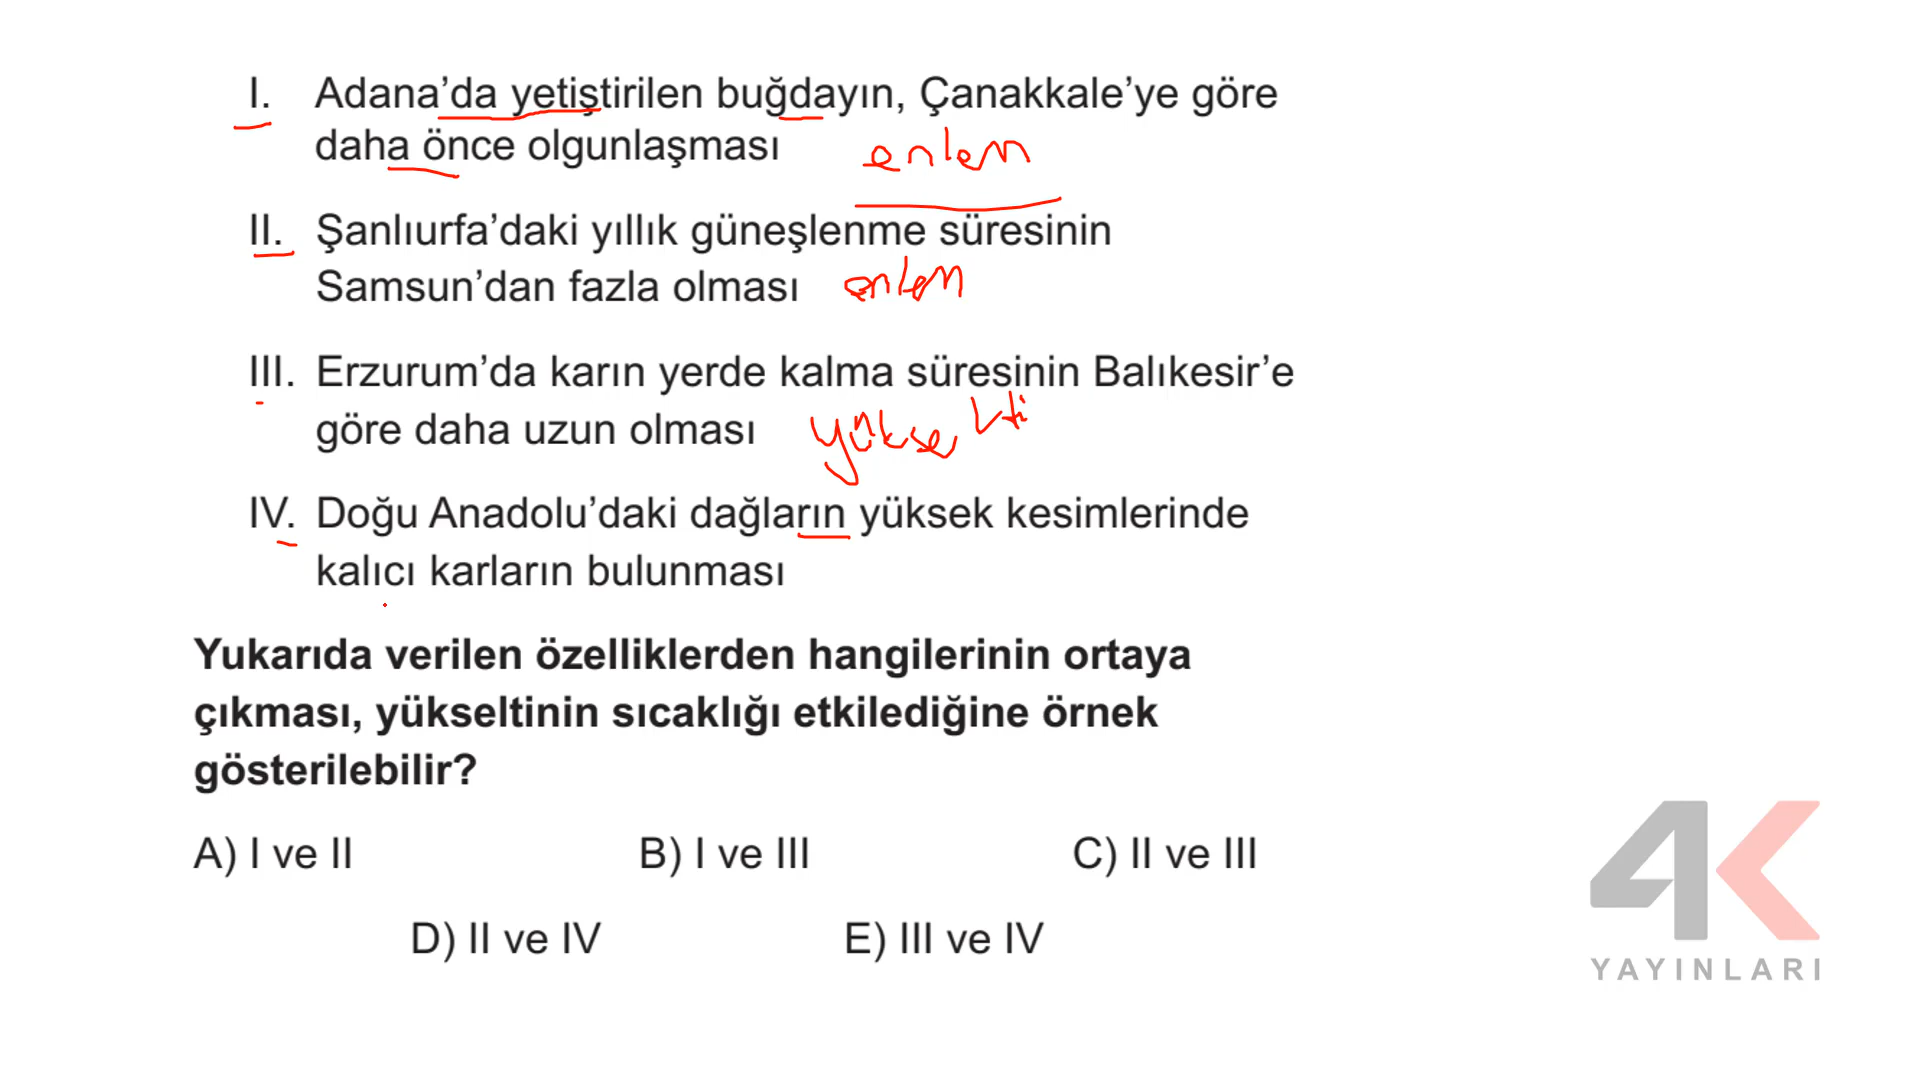 I. Adana’da yetiştirilen buğdayın, Çanakkale’ye göre
daha önce olgunlaşması enlem
II. Şanlıurfa’daki yıllık güneşlenme süresinin
Samsun’dan fazla olması enlem
III. Erzurum’da karın yerde kalma süresinin Balıkesir’e
göre daha uzun olması yükselti
IV. Doğu Anadolu’daki dağların yüksek kesimlerinde
kalıcı karların bulunması
Yukarıda verilen özelliklerden hangilerinin ortaya
çıkması, yükseltinin sıcaklığı etkilediğine örnek
gösterilebilir?
A) I ve II B) I ve III C) II ve III
D) II ve IV E) III ve IV
4K
YAYINLARI